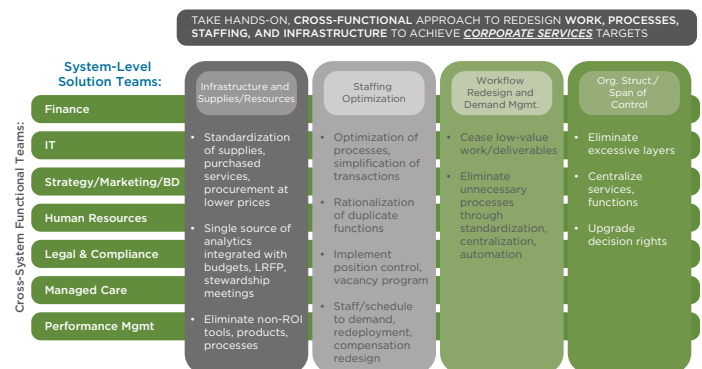 TAKE HANDS-ON, CROSS-FUNCTIONAL APPROACH TO REDESIGN WORK, PROCESSES,
STAFFING, AND INFRASTRUCTURE TO ACHIEVE CORPORATE SERVICES TARGETS
System-Level
Solution Teams:
Cross-System Functional Teams:
Finance
IT
Strategy/Marketing/BD
Human Resources
Legal & Compliance
Managed Care
Performance Mgmt
Infrastructure and
Supplies/Resources
• Standardization
of supplies,
purchased
services,
procurement at
lower prices
• Single source of
analytics
integrated with
budgets, LRFP,
stewardship
meetings
• Eliminate non-ROI
tools, products,
processes
Staffing
Optimization
• Optimization of
processes,
simplification of
transactions
• Rationalization
of duplicate
functions
• Implement
position control,
vacancy program
• Staff/schedule
to demand,
redeployment,
compensation
redesign
Workflow
Redesign and
Demand Mgmt.
• Cease low-value
work/deliverables
• Eliminate
unnecessary
processes
through
standardization,
centralization,
automation
Org. Struct./
Span of
Control
• Eliminate
excessive layers
• Centralize
services,
functions
• Upgrade
decision rights